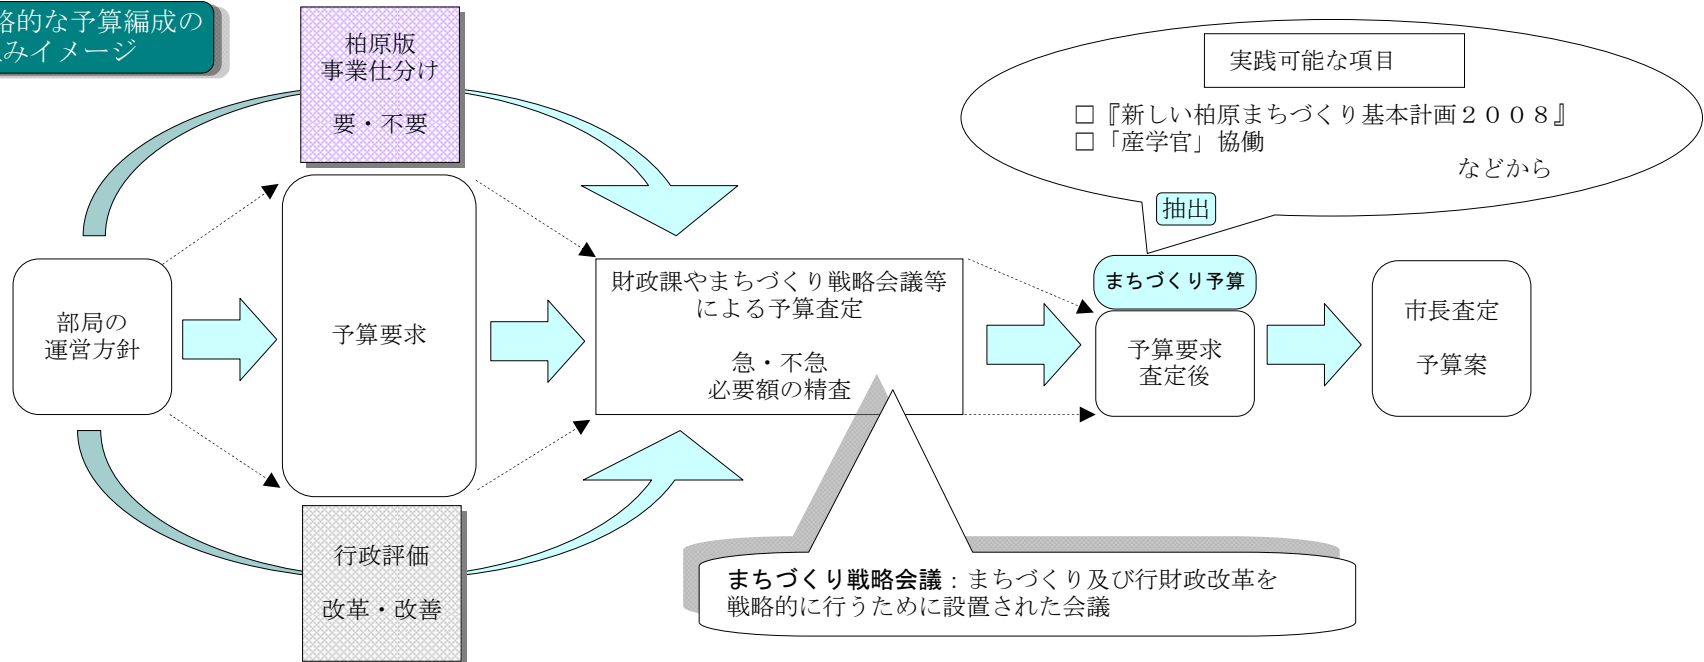 略的な予算編成の
みイメージ
柏原版
事業仕分け
要・不要
実践可能な項目
□『新しい柏原まちづくり基本計画２００８』
□「産学官」協働
などから
抽出
部局の
運営方針
予算要求
財政課やまちづくり戦略会議等
による予算査定
急・不急
必要額の精査
まちづくり予算
予算要求
査定後
市長査定
予算案
行政評価
改革・改善
まちづくり戦略会議：まちづくり及び行財政改革を
戦略的に行うために設置された会議